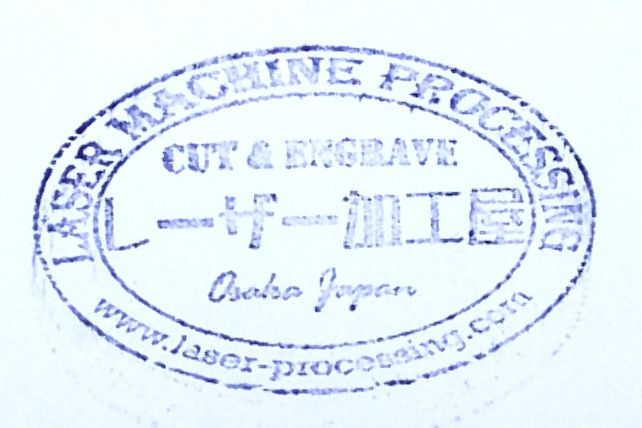 LASER MACHINE PROCESSING
CUT & ENGRAVE
レーザー加工屋
Osaka Japan
www.laser-processing.com